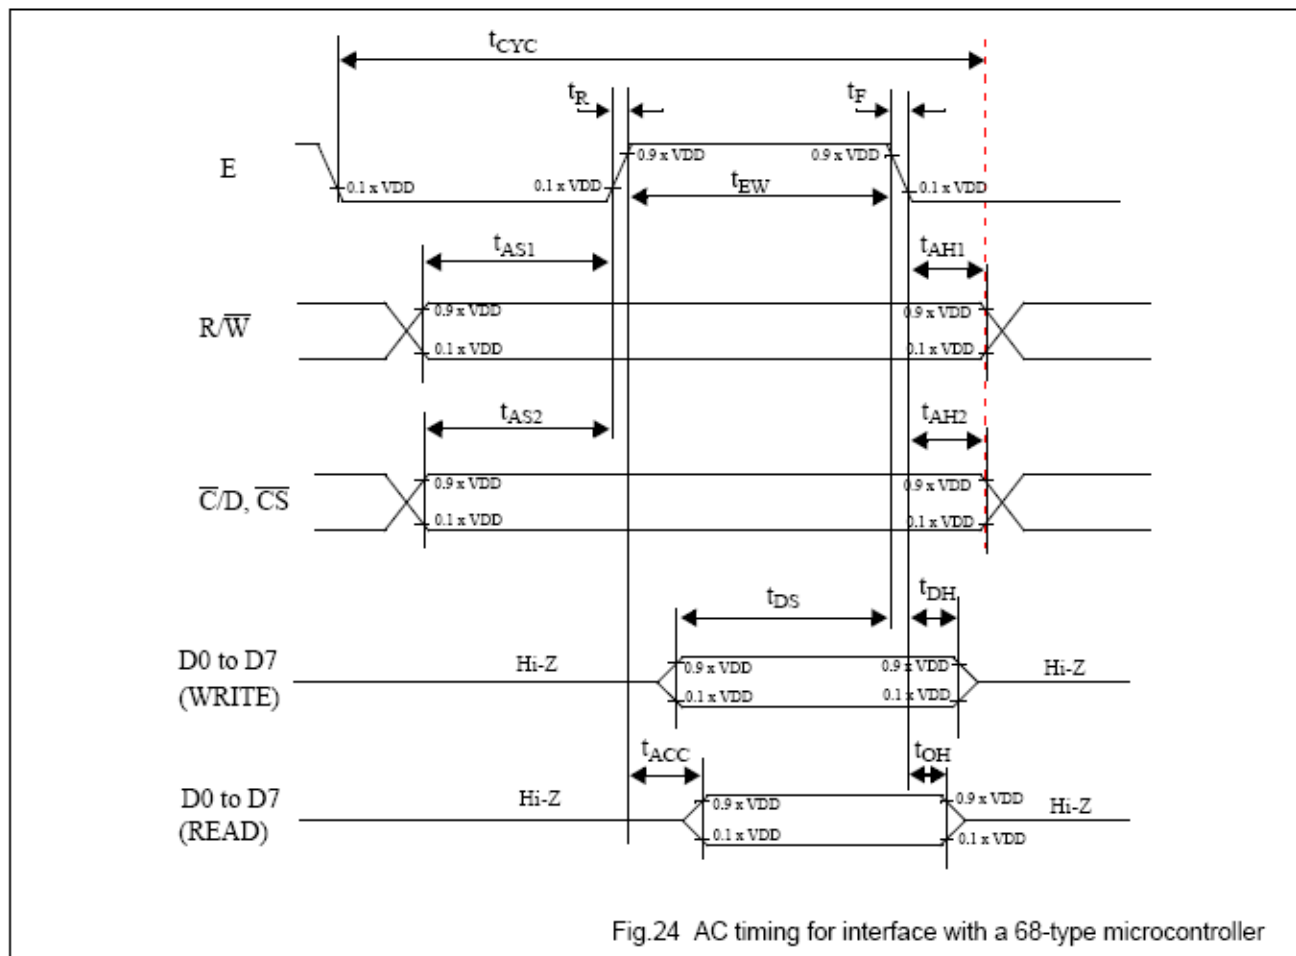 tCYC
tR tF
E 0.1 x VDD 0.1 x VDD 0.9 x VDD 0.9 x VDD 0.1 x VDD
tEW
tAS1 tAH1
R/W̅ 0.9 x VDD 0.9 x VDD
0.1 x VDD 0.1 x VDD
tAS2 tAH2
C̅/D, C̅S̅ 0.9 x VDD 0.9 x VDD
0.1 x VDD 0.1 x VDD
tDS tDH
D0 to D7 Hi-Z 0.9 x VDD 0.9 x VDD Hi-Z
(WRITE) 0.1 x VDD 0.1 x VDD
tACC tOH
D0 to D7 Hi-Z 0.9 x VDD 0.9 x VDD Hi-Z
(READ) 0.1 x VDD 0.1 x VDD
Fig.24 AC timing for interface with a 68-type microcontroller